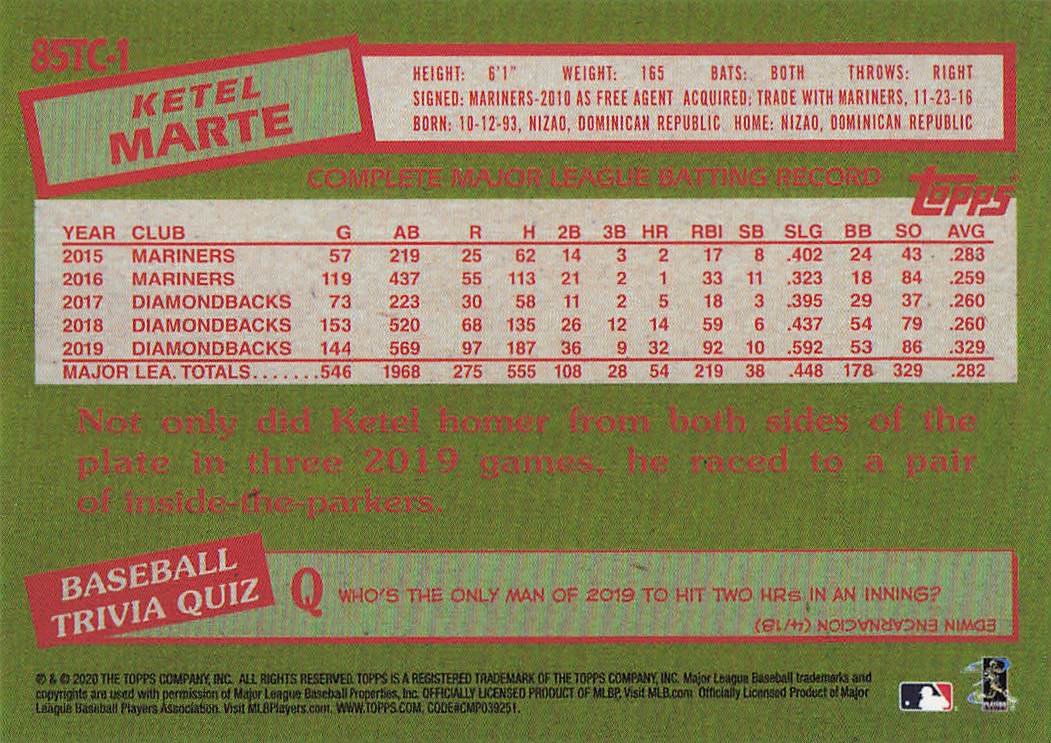 85TC-1
KETEL
MARTE
HEIGHT: 6'1" WEIGHT: 165 BATS: BOTH THROWS: RIGHT
SIGNED: MARINERS-2010 AS FREE AGENT ACQUIRED: TRADE WITH MARINERS, 11-23-16
BORN: 10-12-93, NIZAO, DOMINICAN REPUBLIC HOME: NIZAO, DOMINICAN REPUBLIC
COMPLETE MAJOR LEAGUE BATTING RECORD
Topps
YEAR CLUB G AB R H 2B 3B HR RBI SB SLG BB SO AVG
2015 MARINERS 57 219 25 62 14 3 2 17 8 .402 24 43 .283
2016 MARINERS 119 437 55 113 21 2 1 33 11 .323 18 84 .259
2017 DIAMONDBACKS 73 223 30 58 11 2 5 18 3 .395 29 37 .260
2018 DIAMONDBACKS 153 520 68 135 26 12 14 59 6 .437 54 79 .260
2019 DIAMONDBACKS 144 569 97 187 36 9 32 92 10 .592 53 86 .329
MAJOR LEA. TOTALS.......546 1968 275 555 108 28 54 219 38 .448 178 329 .282
Not only did Ketel homer from both sides of the
plate in three 2019 games, he raced to a pair
of inside-the-parkers.
BASEBALL
TRIVIA QUIZ
Q WHO'S THE ONLY MAN OF 2019 TO HIT TWO HRs IN AN INNING?
EDWIN ENCARNACION (4/18)
® & © 2020 THE TOPPS COMPANY, INC. ALL RIGHTS RESERVED. TOPPS IS A REGISTERED TRADEMARK OF THE TOPPS COMPANY, INC. Major League Baseball trademarks and
copyrights are used with permission of Major League Baseball Properties, Inc. OFFICIALLY LICENSED PRODUCT OF MLBP, Visit MLB.com Officially Licensed Product of Major
League Baseball Players Association. Visit MLBPlayers.com. WWW.TOPPS.COM, CODE#CMP039251.